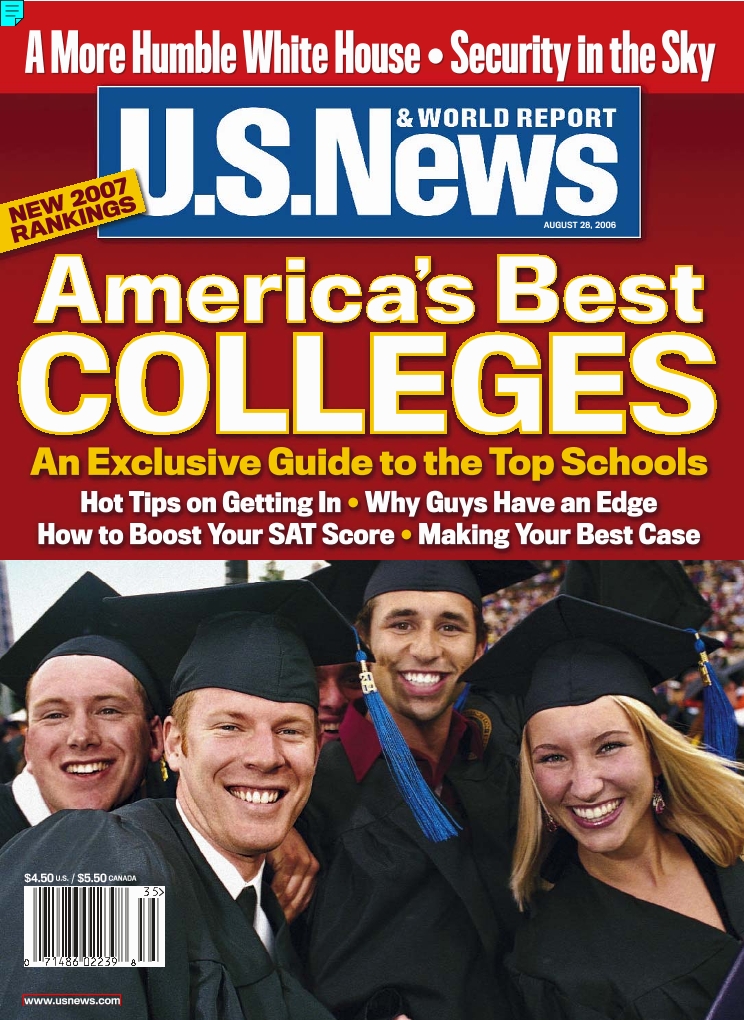 A More Humble White House • Security in the Sky
& WORLD REPORT
U.S.News
AUGUST 28, 2006
NEW 2007
RANKINGS
America's Best
COLLEGES
An Exclusive Guide to the Top Schools
Hot Tips on Getting In • Why Guys Have an Edge
How to Boost Your SAT Score • Making Your Best Case
$4.50 U.S. / $5.50 CANADA
35>
0 71486 02239 8
www.usnews.com